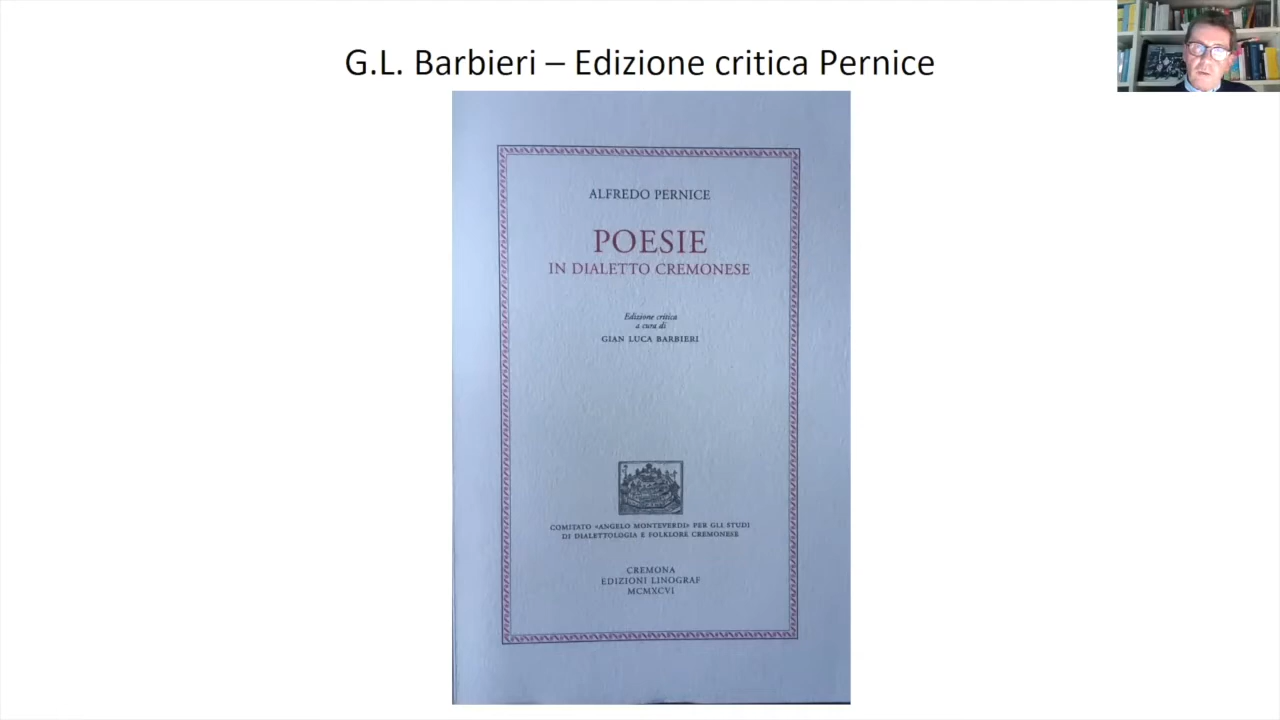 G.L. Barbieri – Edizione critica Pernice
ALFREDO PERNICE
POESIE
IN DIALETTO CREMONESE
Edizione critica
a cura di
GIAN LUCA BARBIERI
COMITATO «ANGELO MONTEVERDI» PER GLI STUDI
DI DIALETTOLOGIA E FOLKLORE CREMONESE
CREMONA
EDIZIONI LINOGRAF
MCMXCVI